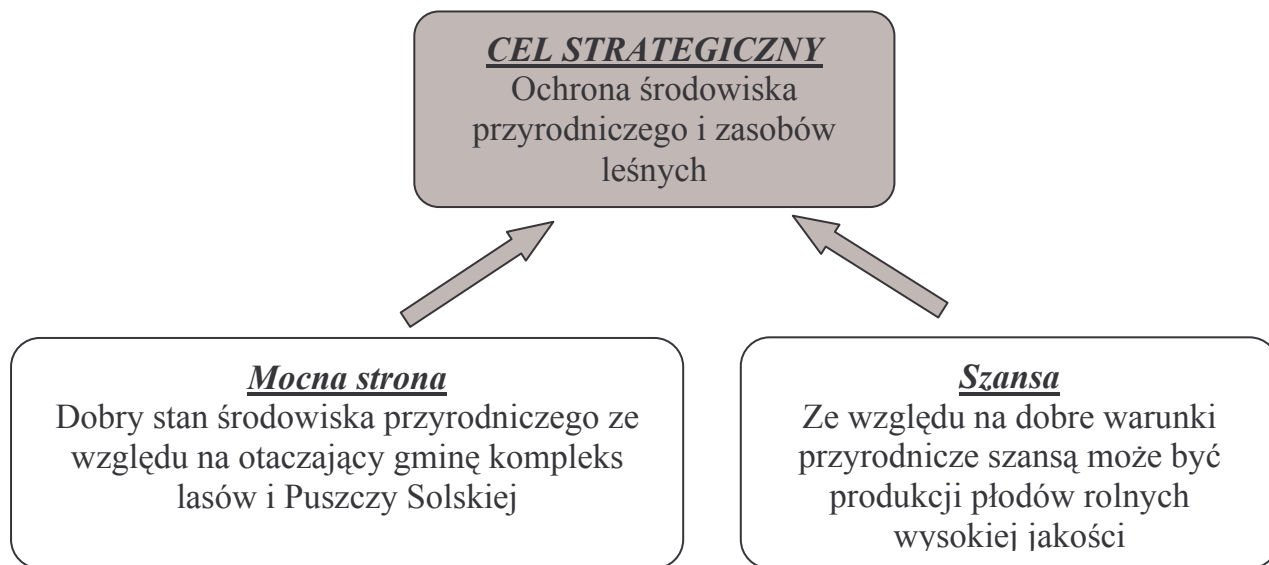 CEL STRATEGICZNY
Ochrona środowiska
przyrodniczego i zasobów
leśnych
Mocna strona
Dobry stan środowiska przyrodniczego ze
względu na otaczający gminę kompleks
lasów i Puszczy Solskiej
Szansa
Ze względu na dobre warunki
przyrodnicze szansą może być
produkcji płodów rolnych
wysokiej jakości